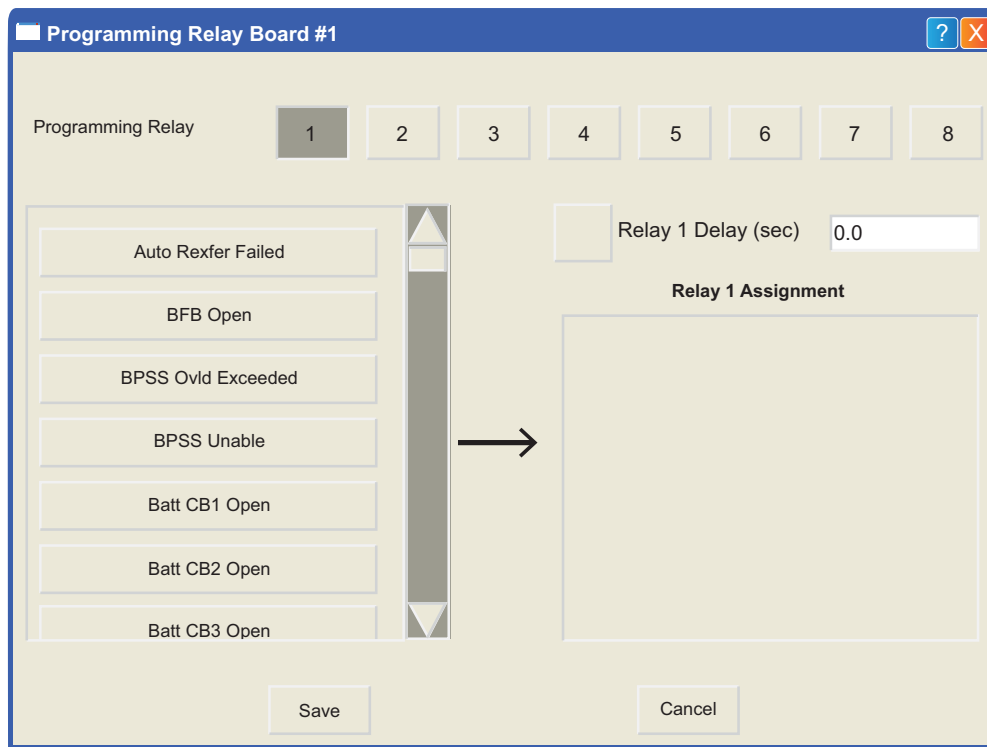 Programming Relay Board #1
? X
Programming Relay 1 2 3 4 5 6 7 8
Relay 1 Delay (sec) 0.0
Auto Rexfer Failed
BFB Open
BPSS Ovld Exceeded
BPSS Unable
Batt CB1 Open
Batt CB2 Open
Batt CB3 Open
Relay 1 Assignment
Save
Cancel